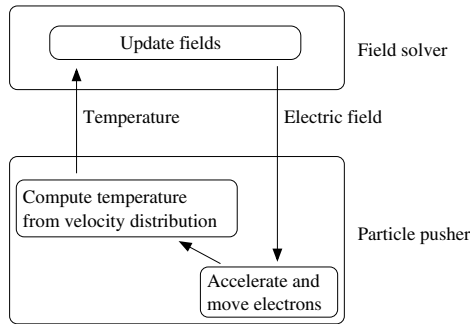 Update fields
Field solver
Temperature
Electric field
Compute temperature
from velocity distribution
Particle pusher
Accelerate and
move electrons